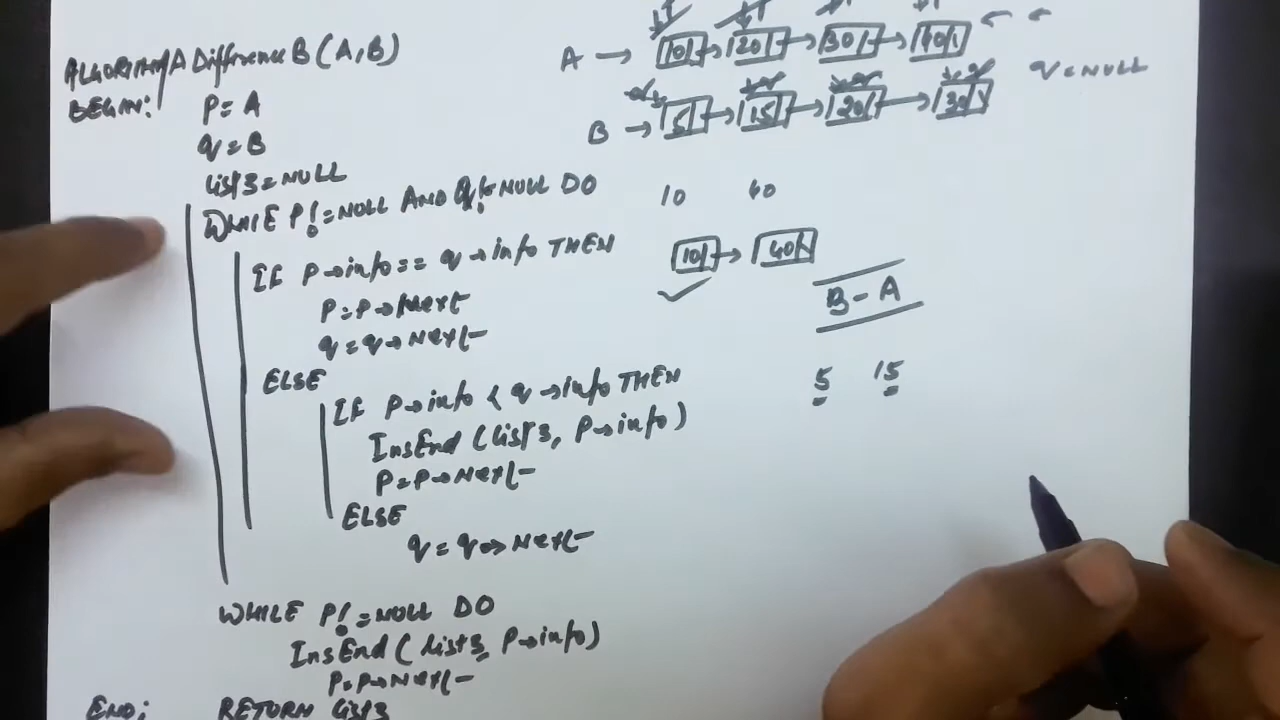 ALGORITHM A Difference B (A,B)
BEGIN:
P = A
q = B
list3 = NULL
WHILE P != NULL AND q != NULL DO
IF P→info == q→info THEN
P = P→Next
q = q→Next
ELSE
IF P→info < q→info THEN
InsEnd (list3, P→info)
P = P→Next
ELSE
q = q→Next
WHILE P != NULL DO
InsEnd (list3, P→info)
P = P→Next
END; RETURN list3
A → 10 → 20 → 30 → 40
q = NULL
B → 5 → 15 → 20 → 30
10 40
10 → 40
B - A
5 15